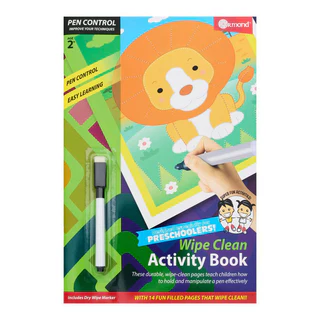 PEN CONTROL
IMPROVE YOUR TECHNIQUES
2
PEN CONTROL
EASY LEARNING
PRESCHOOLERS!
Wipe Clean
Activity Book
These durable, wipe-clean pages teach children how
to hold and manipulate a pen effectively
Includes Dry Wipe Marker
WITH 14 FUN FILLED PAGES THAT WIPE CLEAN!!